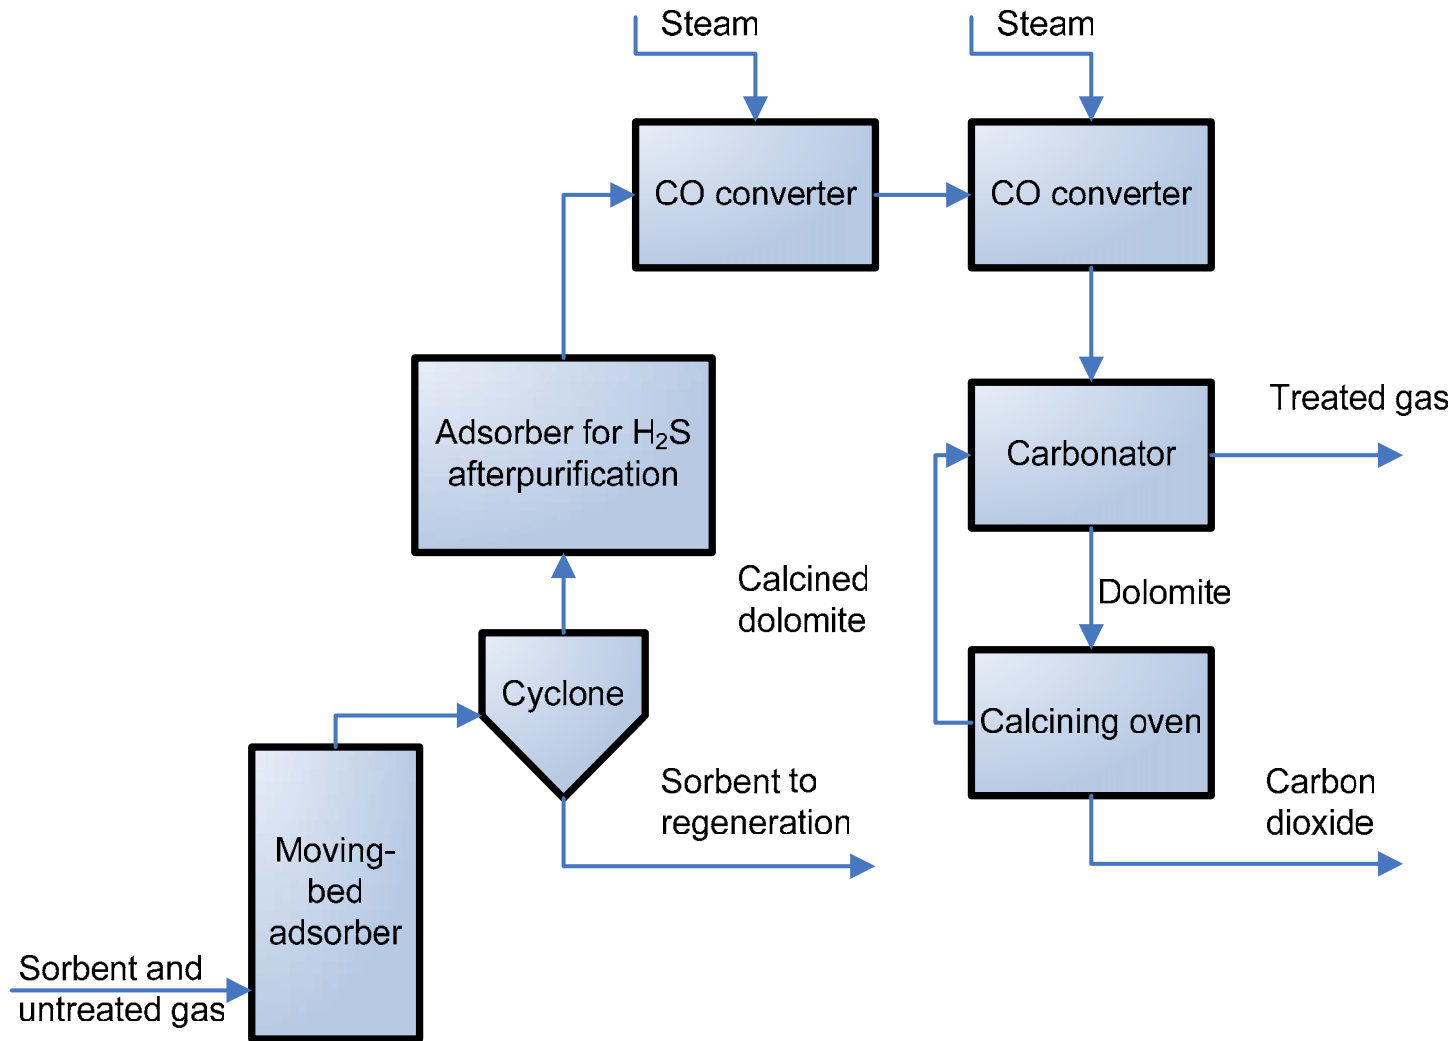 Steam
Steam
CO converter
CO converter
Adsorber for H₂S
afterpurification
Carbonator
Treated gas
Calcined
dolomite
Dolomite
Cyclone
Calcining oven
Sorbent to
regeneration
Carbon
dioxide
Moving-
bed
adsorber
Sorbent and
untreated gas